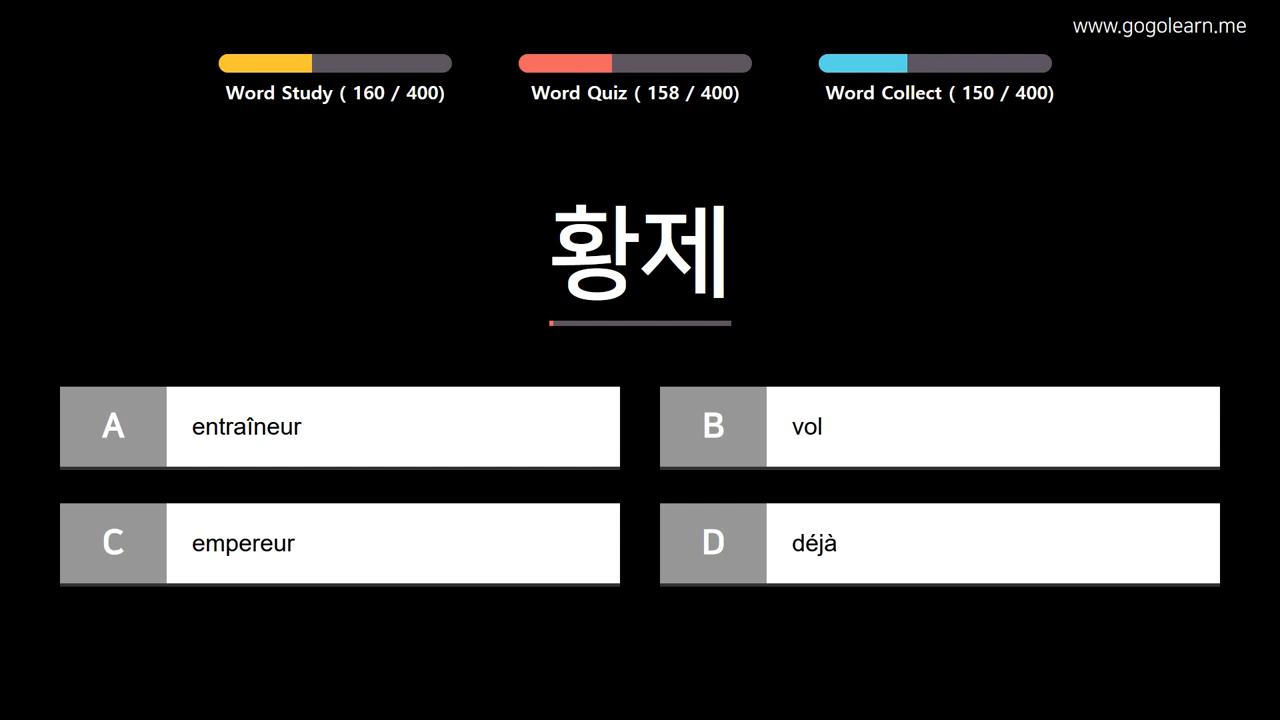 www.gogolearn.me
Word Study ( 160 / 400)
Word Quiz ( 158 / 400)
Word Collect ( 150 / 400)
황제
A entraîneur
B vol
C empereur
D déjà